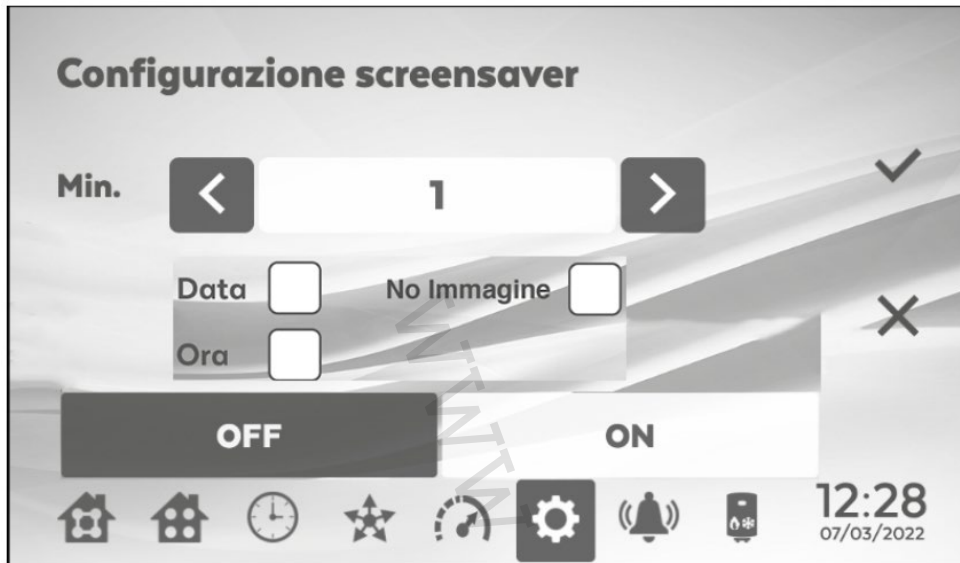 Configurazione screensaver
Min. 1
Data No Immagine
Ora
OFF ON
12:28
07/03/2022